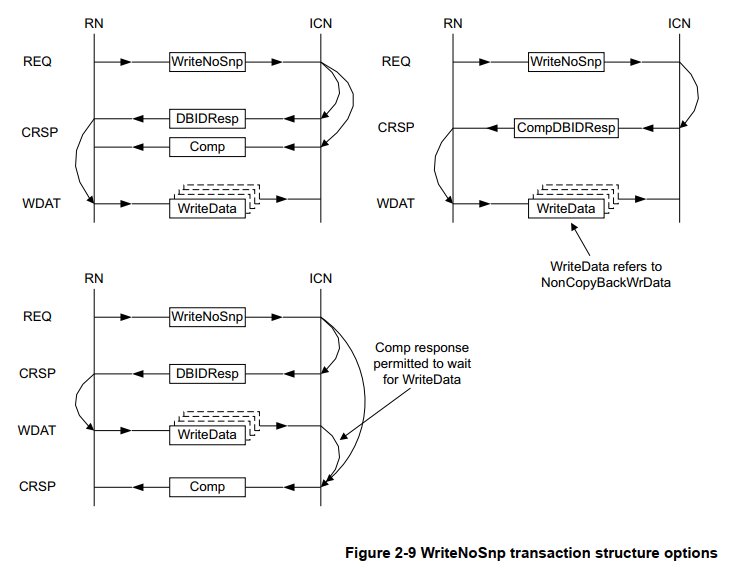 RN
ICN
REQ
WriteNoSnp
DBIDResp
CRSP
Comp
WDAT
WriteData
RN
ICN
REQ
WriteNoSnp
CRSP
CompDBIDResp
WDAT
WriteData
WriteData refers to
NonCopyBackWrData
RN
ICN
REQ
WriteNoSnp
CRSP
DBIDResp
Comp response
permitted to wait
for WriteData
WDAT
WriteData
CRSP
Comp
Figure 2-9 WriteNoSnp transaction structure options